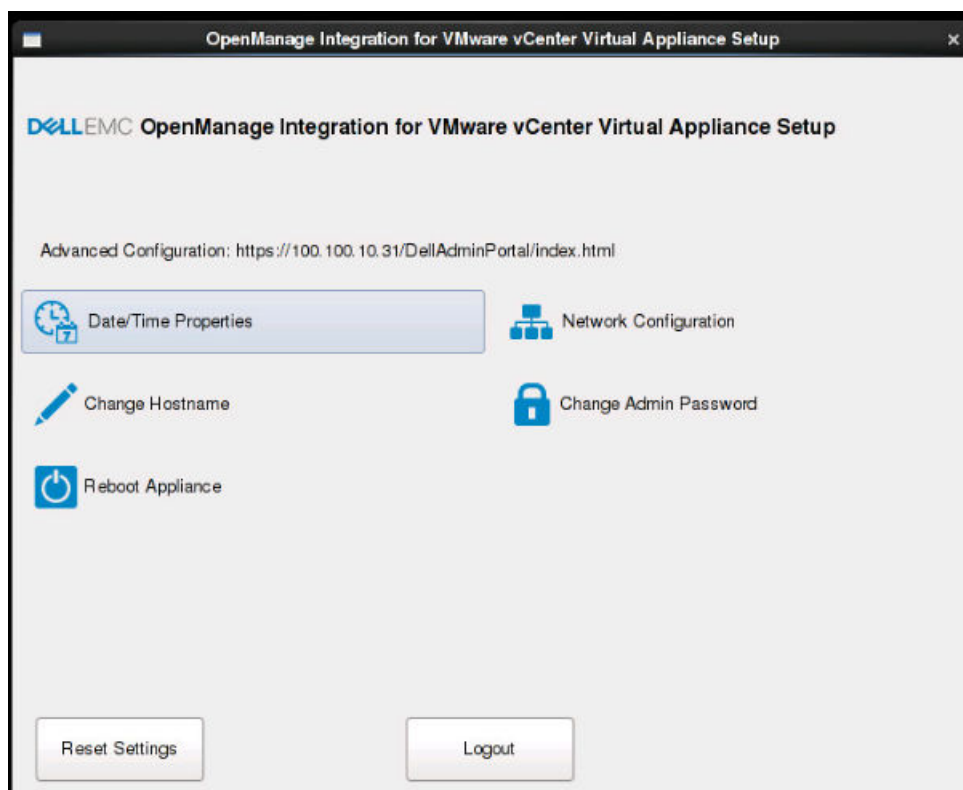 OpenManage Integration for VMware vCenter Virtual Appliance Setup
DELLEMC OpenManage Integration for VMware vCenter Virtual Appliance Setup
Advanced Configuration: https://100.100.10.31/DellAdminPortal/index.html
Date/Time Properties
7
Network Configuration
Change Hostname
Change Admin Password
Reboot Appliance
Reset Settings
Logout